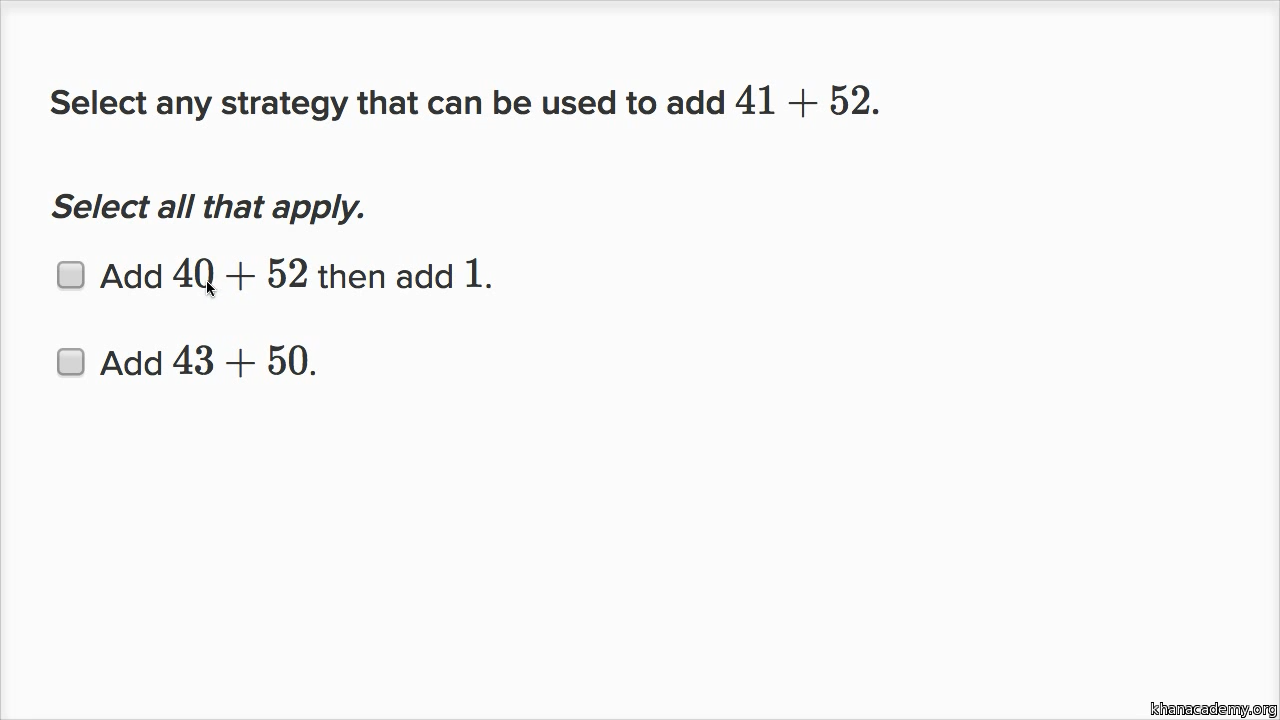 Select any strategy that can be used to add 41 + 52.
Select all that apply.
Add 40 + 52 then add 1.
Add 43 + 50.
khanacademy.org